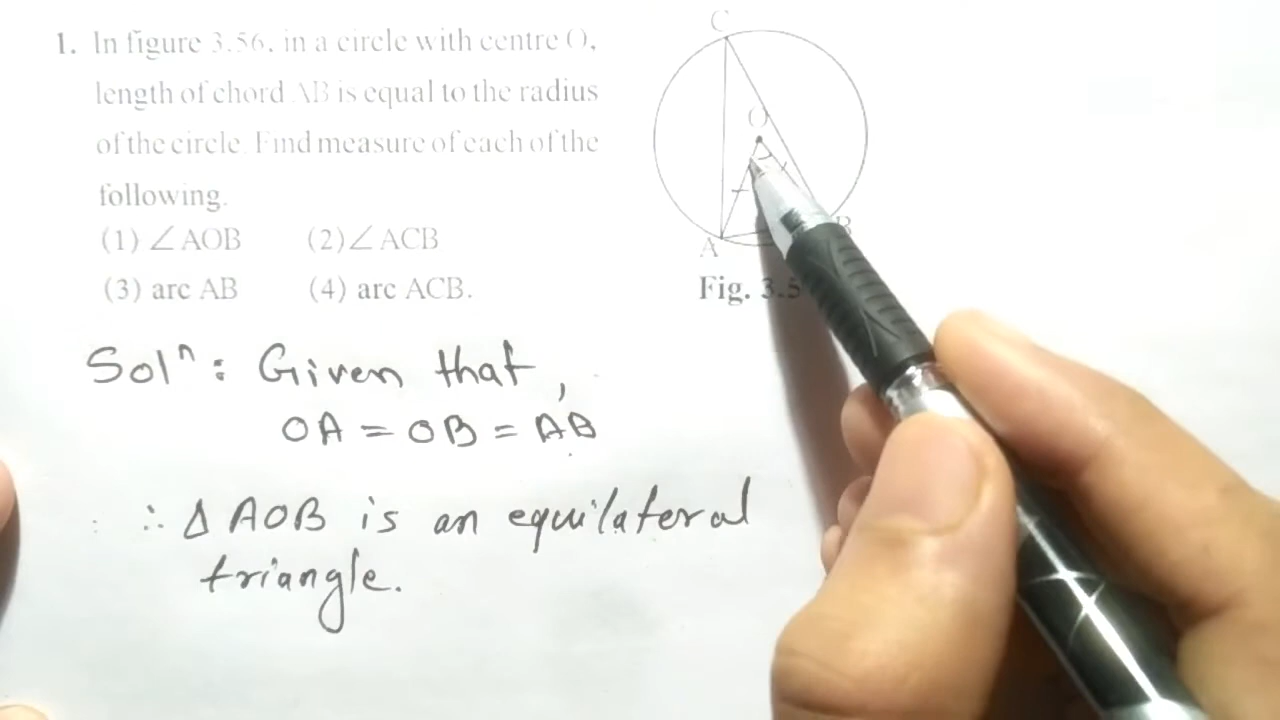 1. In figure 3.56, in a circle with centre O,
length of chord AB is equal to the radius
of the circle. Find measure of each of the
following.
(1) ∠AOB (2)∠ACB
(3) arc AB (4) arc ACB.
C
O
A
B
Fig. 3.5
Solⁿ : Given that,
OA = OB = AB
∴ Δ AOB is an equilateral
triangle.